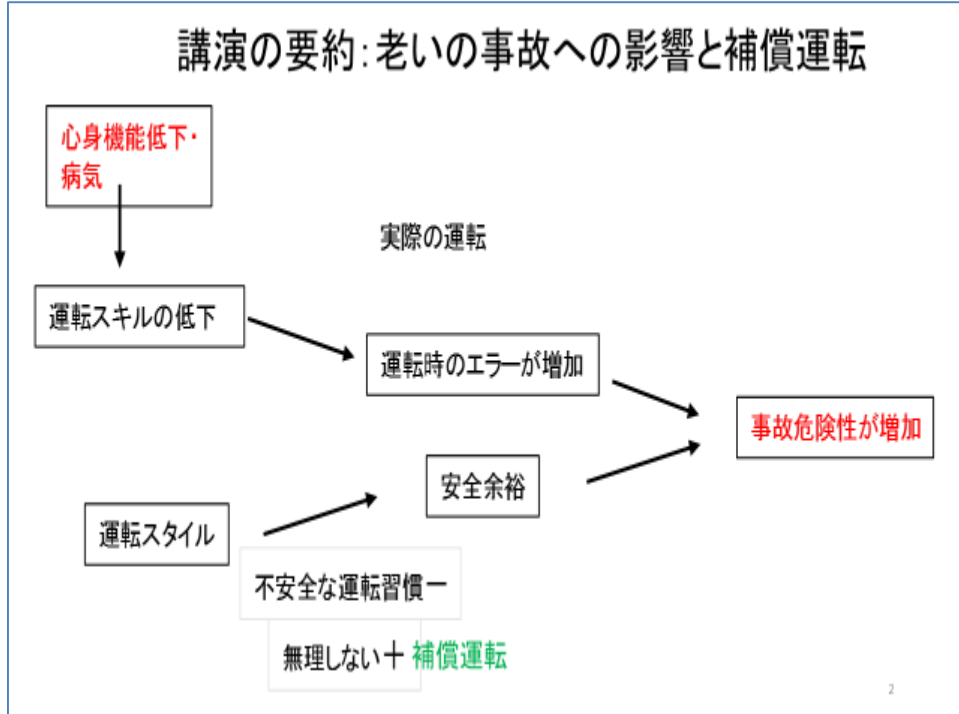 講演の要約：老いの事故への影響と補償運転
心身機能低下・
病気
実際の運転
運転スキルの低下
運転時のエラーが増加
事故危険性が増加
安全余裕
運転スタイル
不安全な運転習慣－
無理しない＋ 補償運転
2